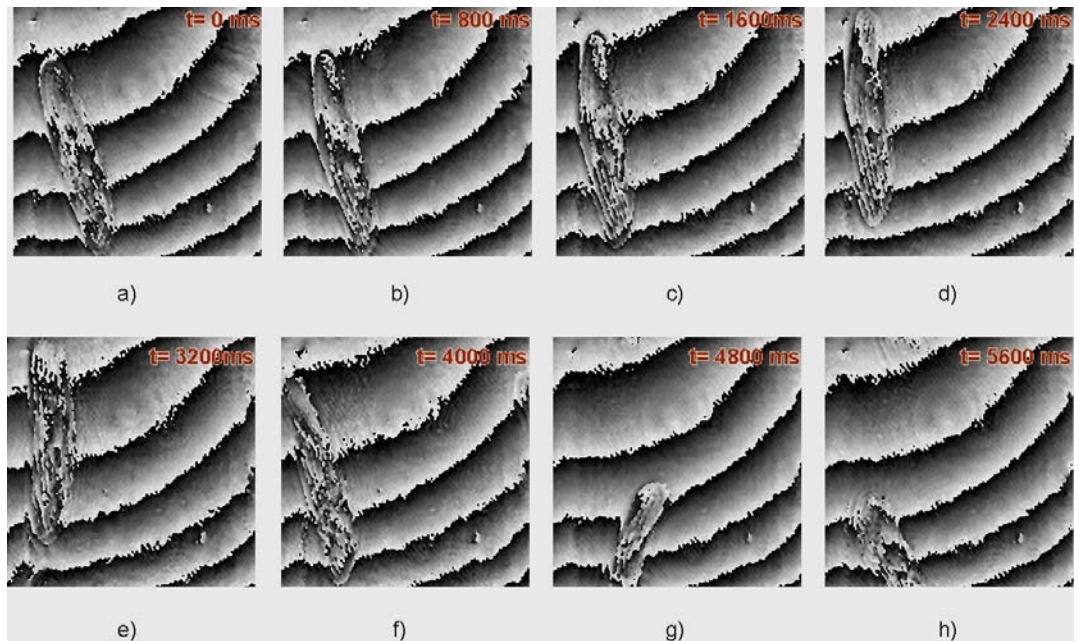 t= 0 ms
t= 800 ms
t= 1600ms
t= 2400 ms
a)
b)
c)
d)
t= 3200ms
t= 4000 ms
t= 4800 ms
t= 5600 ms
e)
f)
g)
h)